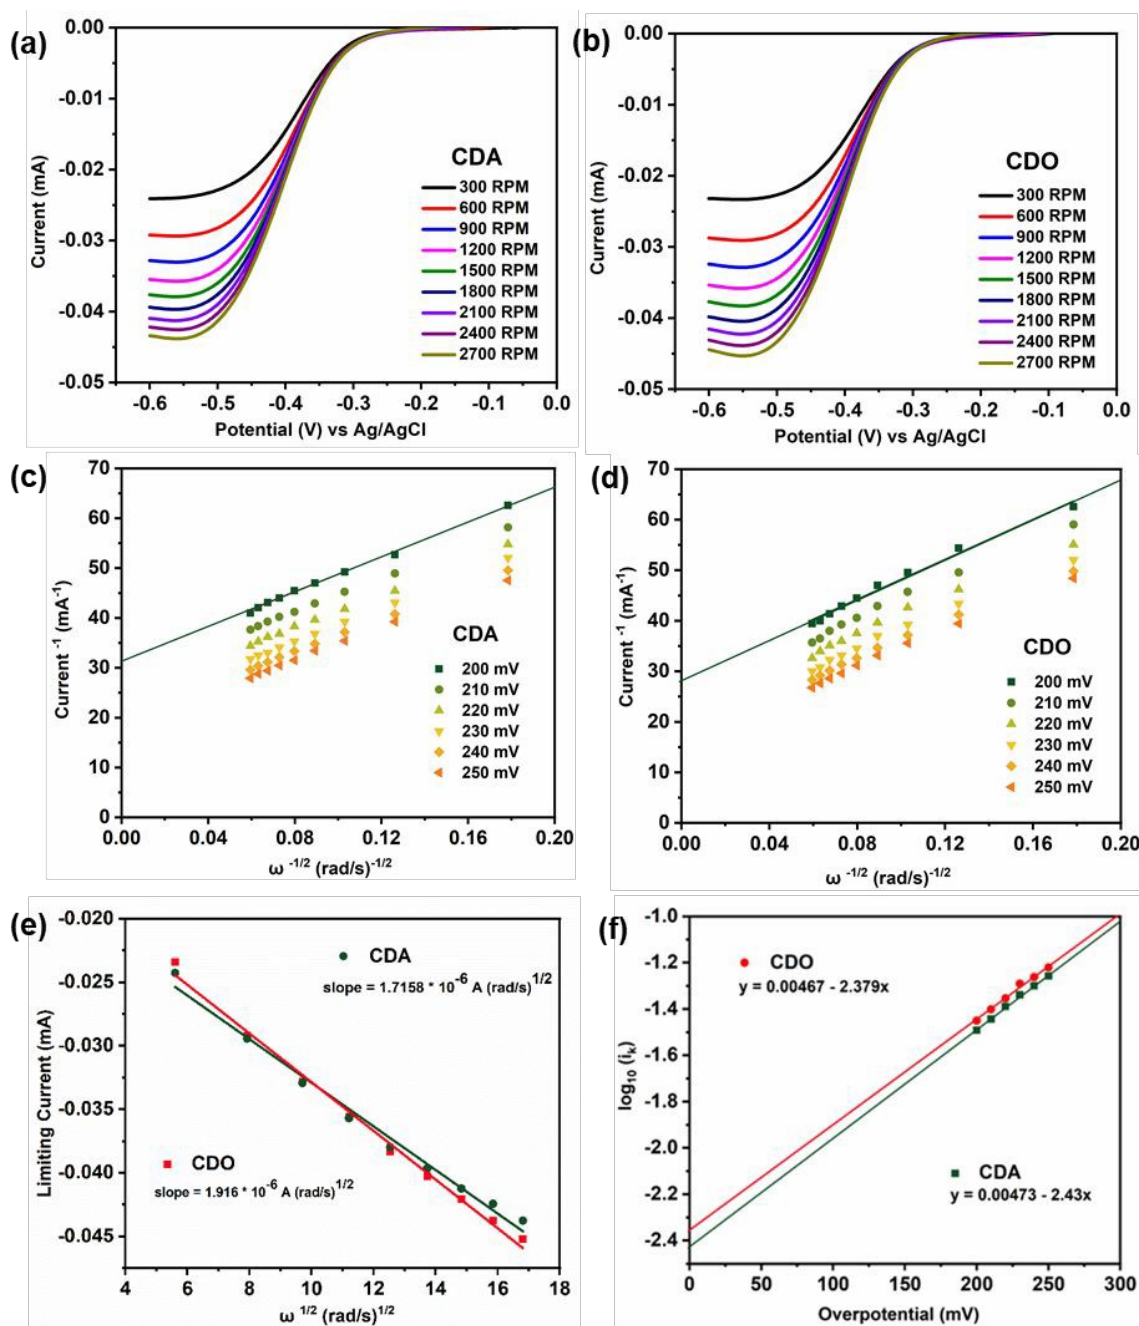 (a)
0.00
-0.01
-0.02
-0.03
-0.04
-0.05
Current (mA)
CDA
300 RPM
600 RPM
900 RPM
1200 RPM
1500 RPM
1800 RPM
2100 RPM
2400 RPM
2700 RPM
-0.6 -0.5 -0.4 -0.3 -0.2 -0.1 0.0
Potential (V) vs Ag/AgCl
(b)
0.00
-0.01
-0.02
-0.03
-0.04
-0.05
Current (mA)
CDO
300 RPM
600 RPM
900 RPM
1200 RPM
1500 RPM
1800 RPM
2100 RPM
2400 RPM
2700 RPM
-0.6 -0.5 -0.4 -0.3 -0.2 -0.1 0.0
Potential (V) vs Ag/AgCl
(c)
70
60
50
40
30
20
10
0
Current ⁻¹ (mA⁻¹)
CDA
200 mV
210 mV
220 mV
230 mV
240 mV
250 mV
0.00 0.04 0.08 0.12 0.16 0.20
ω ⁻¹/² (rad/s)⁻¹/²
(d)
70
60
50
40
30
20
10
0
Current ⁻¹ (mA⁻¹)
CDO
200 mV
210 mV
220 mV
230 mV
240 mV
250 mV
0.00 0.04 0.08 0.12 0.16 0.20
ω ⁻¹/² (rad/s)⁻¹/²
(e)
-0.020
-0.025
-0.030
-0.035
-0.040
-0.045
Limiting Current (mA)
CDA
slope = 1.7158 * 10⁻⁶ A (rad/s)¹/²
CDO
slope = 1.916 * 10⁻⁶ A (rad/s)¹/²
4 6 8 10 12 14 16 18
ω ¹/² (rad/s)¹/²
(f)
-1.0
-1.2
-1.4
-1.6
-1.8
-2.0
-2.2
-2.4
log₁₀ (iₖ)
CDO
y = 0.00467 - 2.379x
CDA
y = 0.00473 - 2.43x
0 50 100 150 200 250 300
Overpotential (mV)